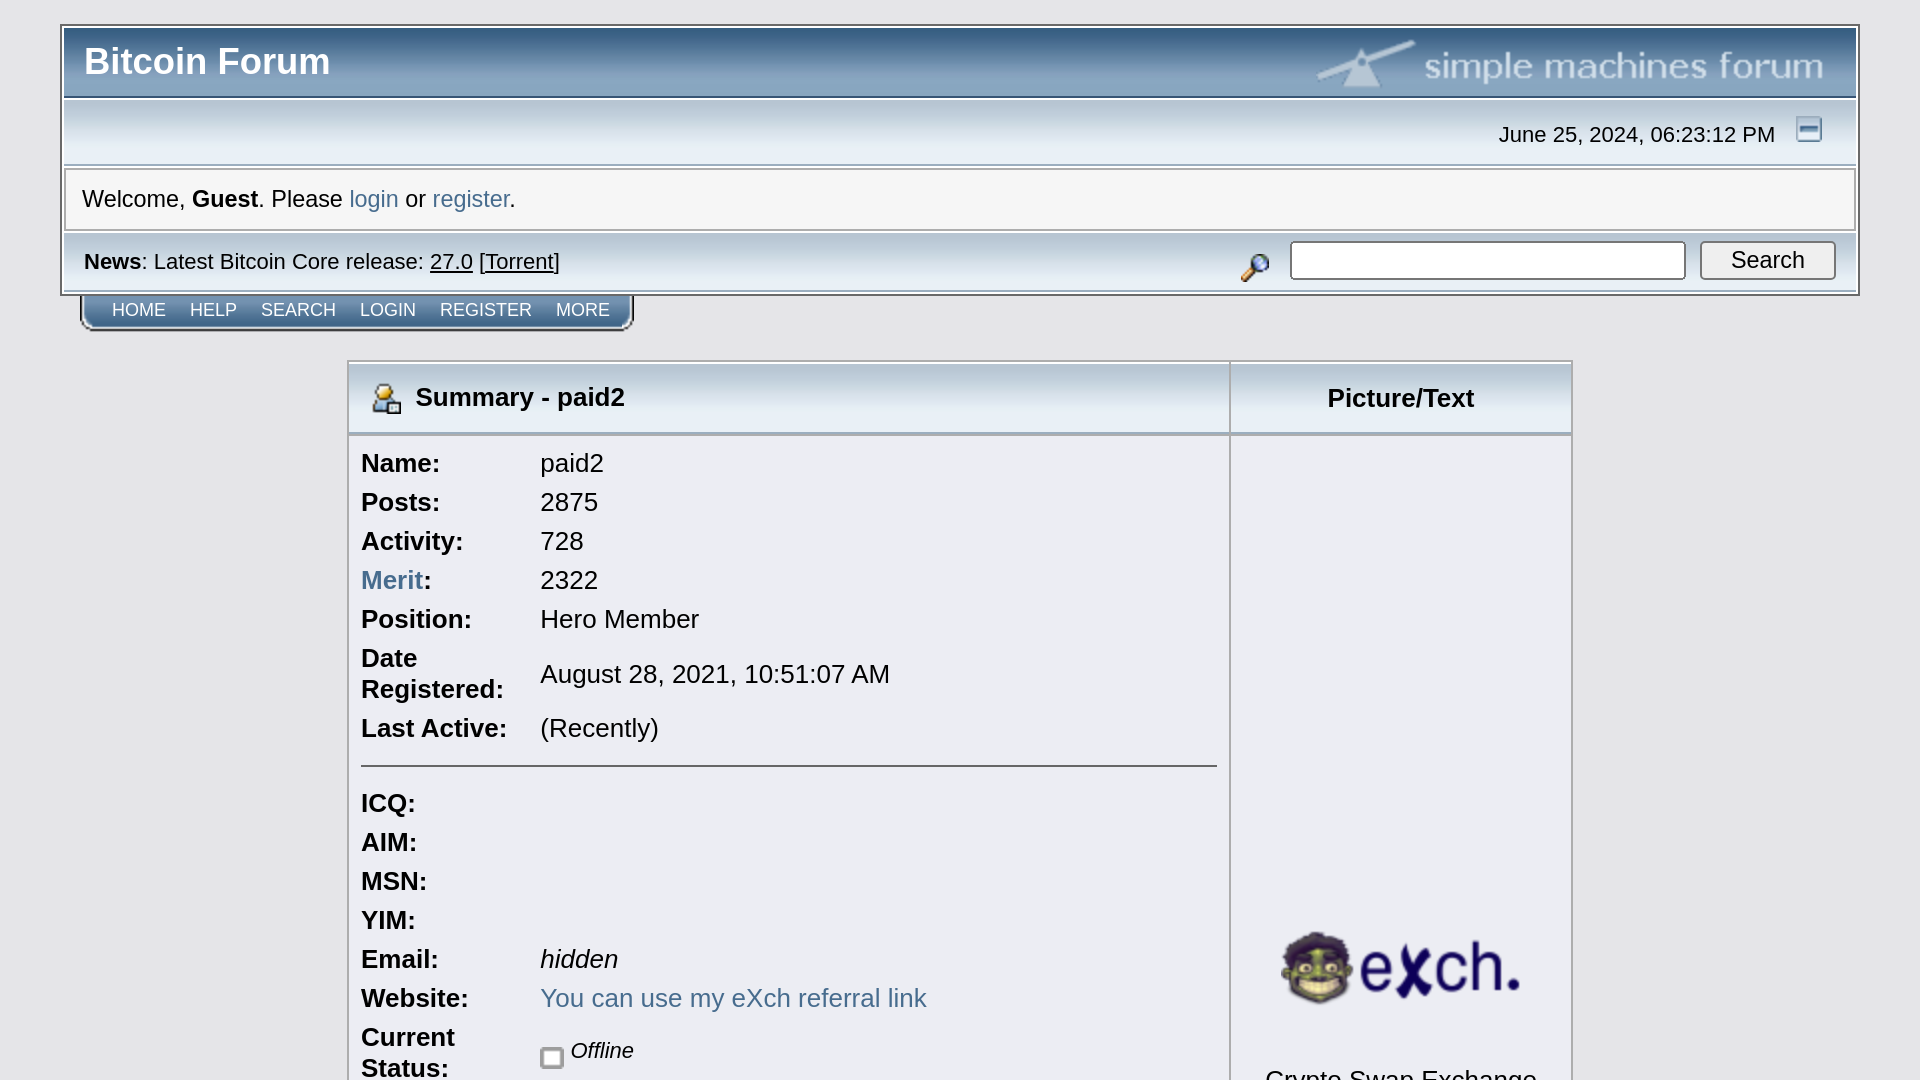 Bitcoin Forum
simple machines forum
June 25, 2024, 06:23:12 PM
Welcome, Guest. Please login or register.
News: Latest Bitcoin Core release: 27.0 [Torrent]
Search
HOME HELP SEARCH LOGIN REGISTER MORE
Summary - paid2
Picture/Text
Name: paid2
Posts: 2875
Activity: 728
Merit: 2322
Position: Hero Member
Date
Registered: August 28, 2021, 10:51:07 AM
Last Active: (Recently)
ICQ:
AIM:
MSN:
YIM:
Email: hidden
Website: You can use my eXch referral link
Current
Status: Offline
eXch.
Crypto Swap Exchange